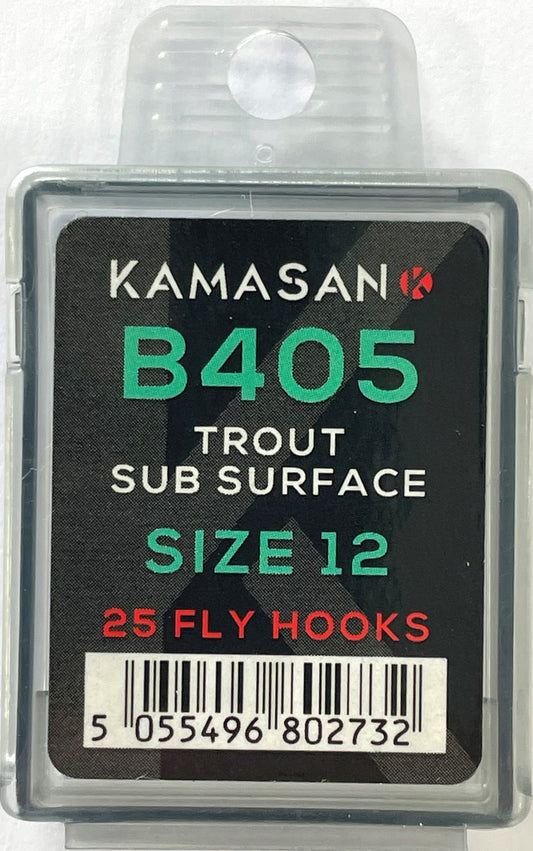 KAMASAN
B405
TROUT
SUB SURFACE
SIZE 12
25 FLY HOOKS
5 055496 802732